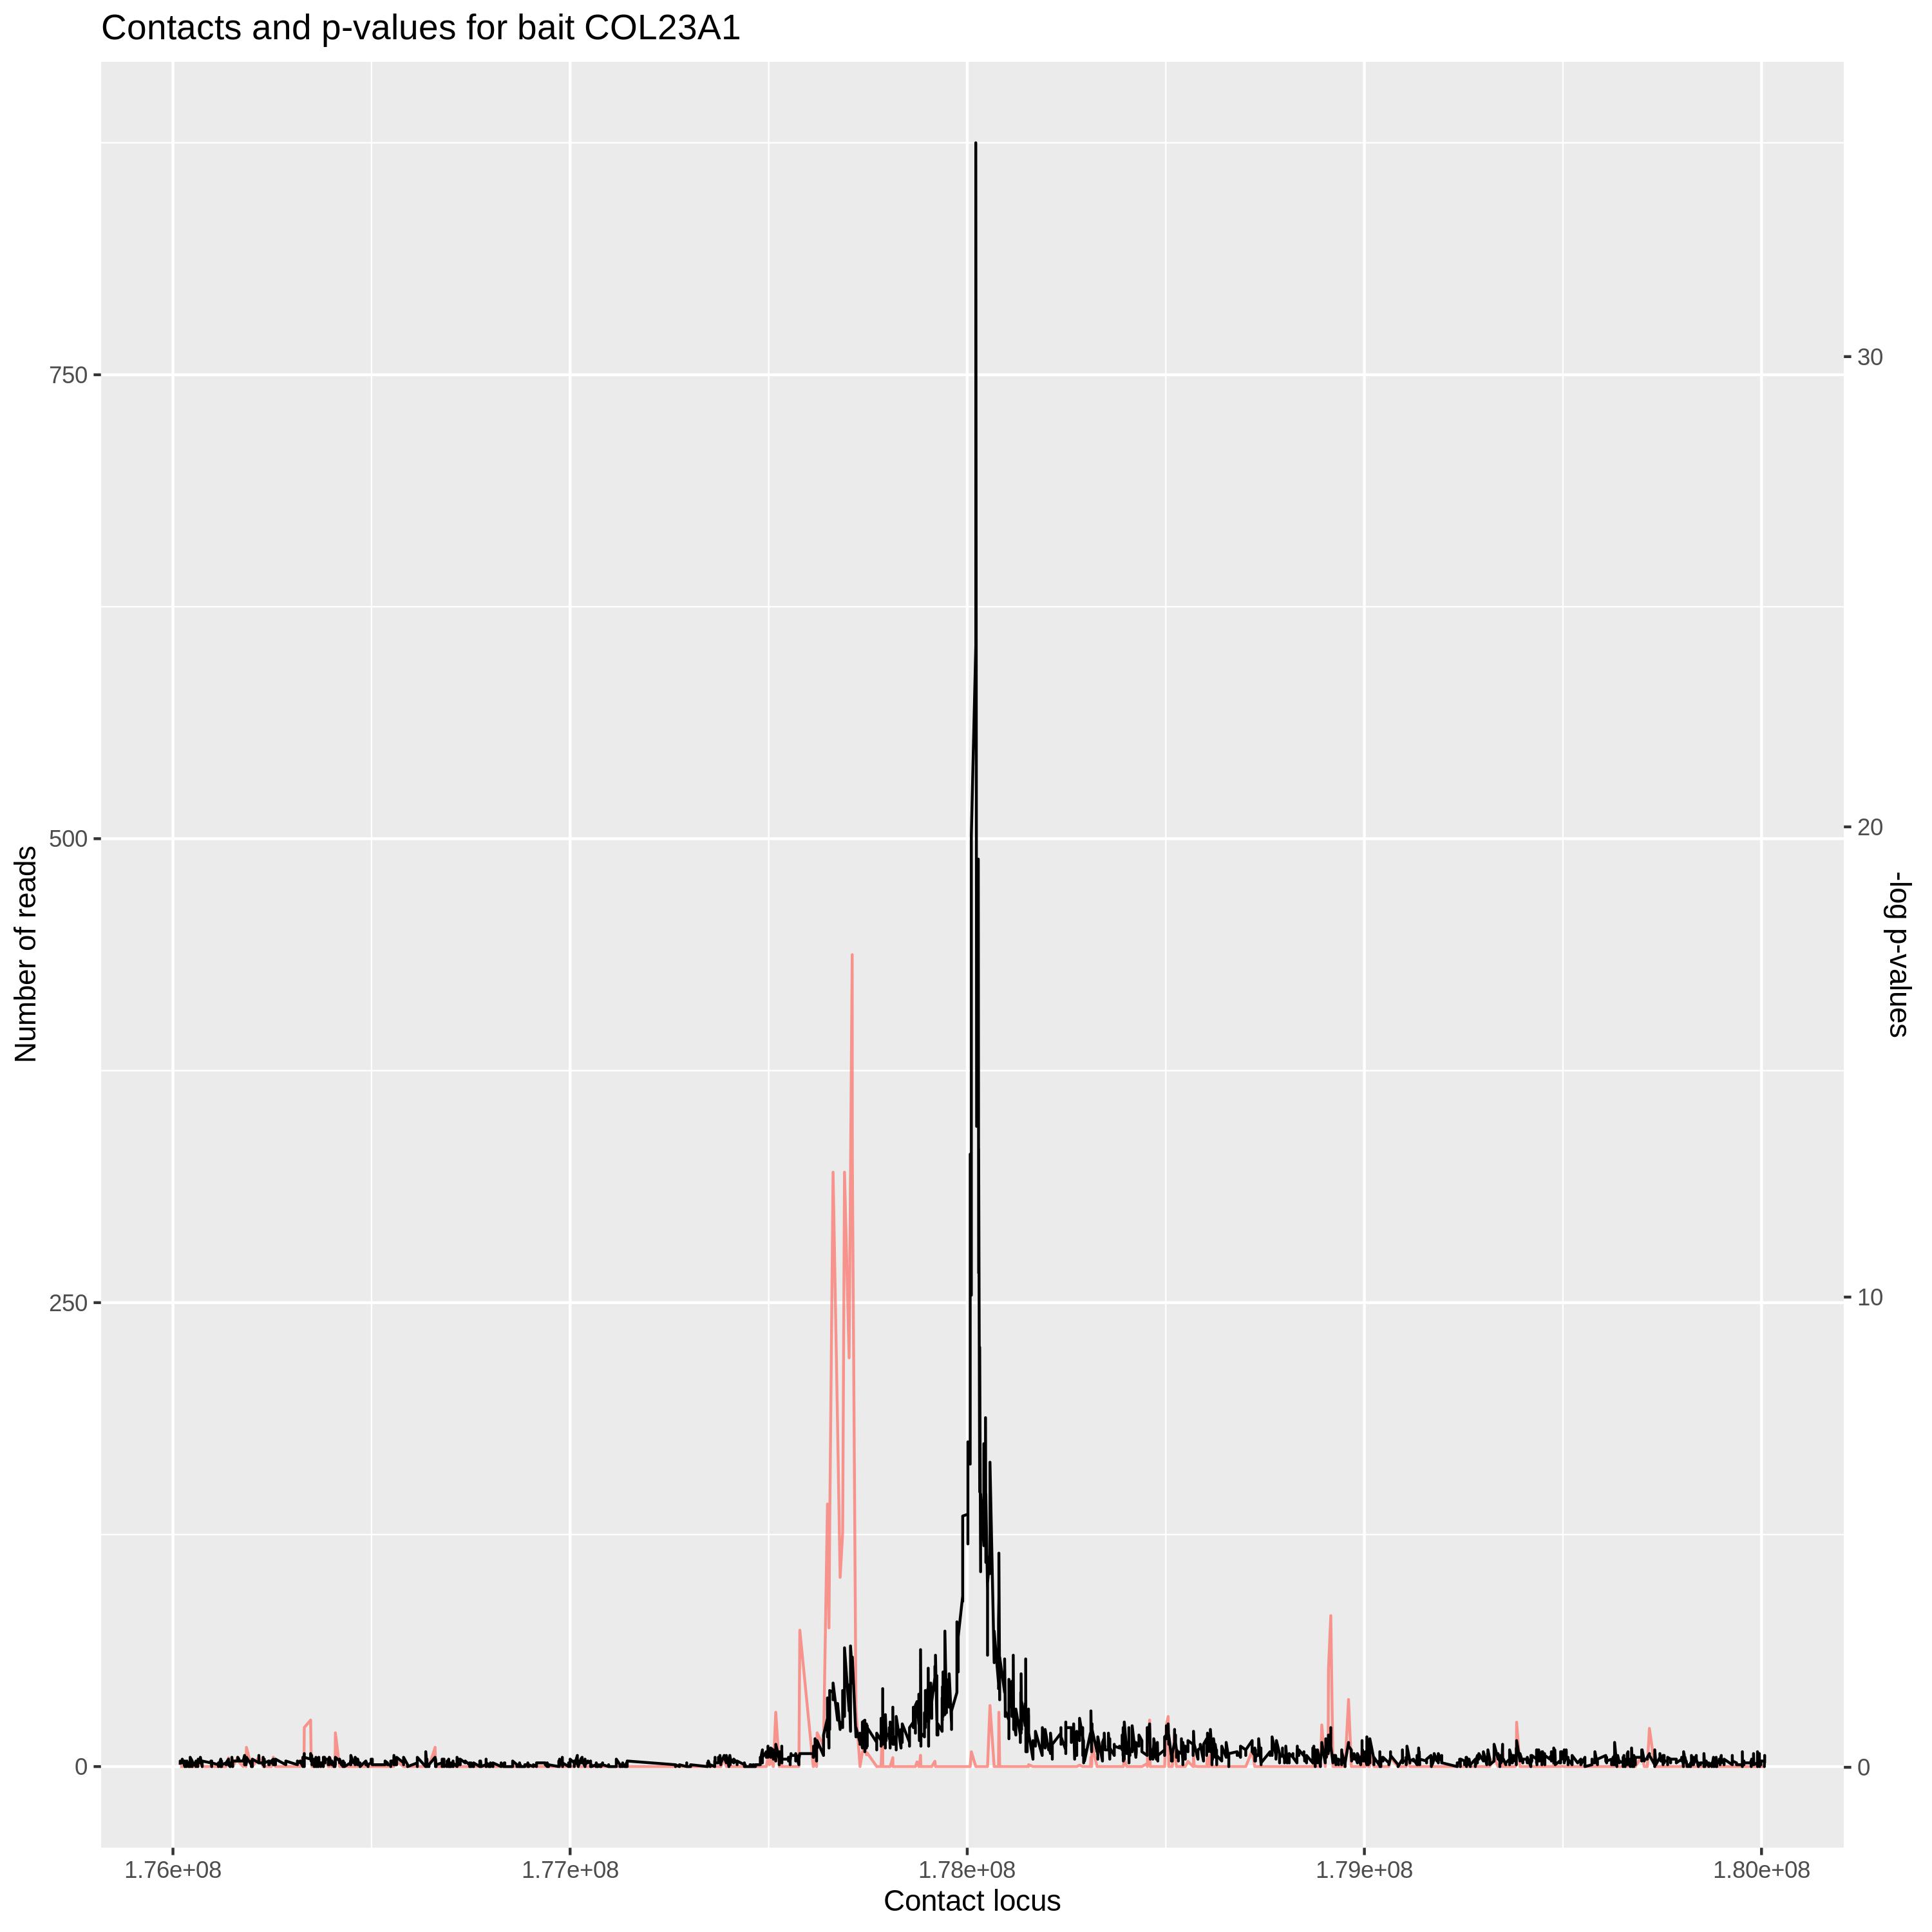 Contacts and p-values for bait COL23A1
750
500
250
0
30
20
10
0
Number of reads
-log p-values
1.76e+08
1.77e+08
1.78e+08
1.79e+08
1.80e+08
Contact locus